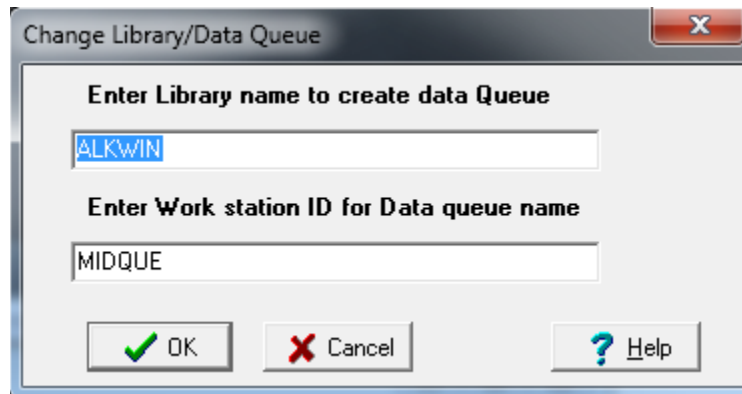 Change Library/Data Queue
Enter Library name to create data Queue
ALKWIN
Enter Work station ID for Data queue name
MIDQUE
OK Cancel Help